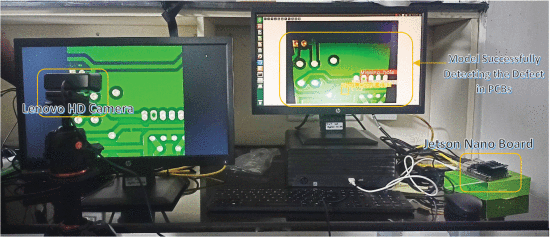 Model Successfully
Detecting the Defect
in PCBs
Lenovo HD Camera
Jetson Nano Board